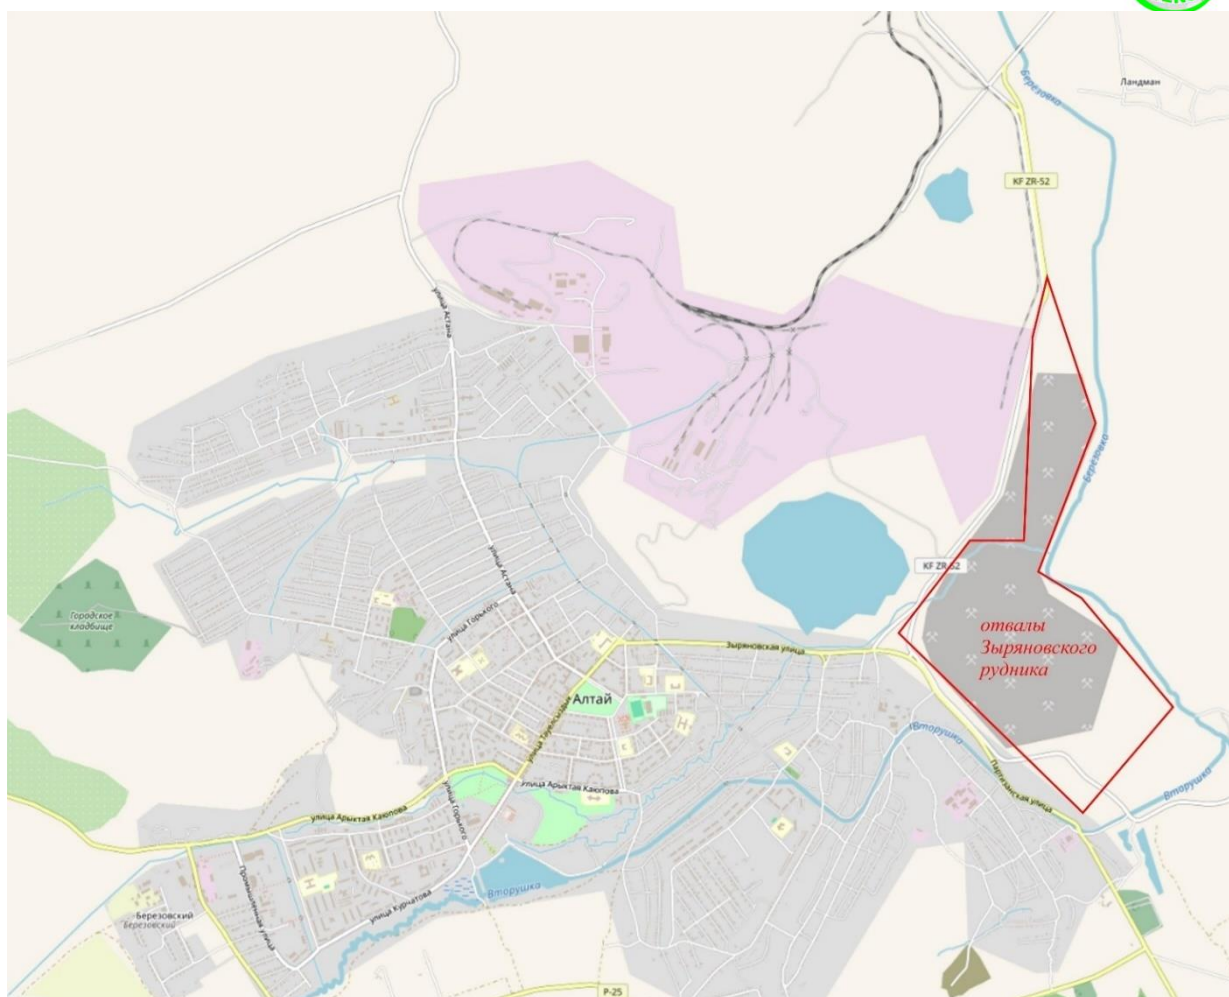 Березовка
Ландман
KF ZR-52
улица Астана
Березовка
улица Астана
KF ZR-52
Городское
кладбище
улица Горького
отвалы
Зыряновского
рудника
Зыряновская улица
Алтай
улица Тәуелсіздік
Вторушка
Партизанская улица
Вторушка
улица Арыктая Каюпова
улица Арыктая Каюпова
улица Горького
Промышленная улица
улица Курчатова
Вторушка
Березовский
Березовский
P-25